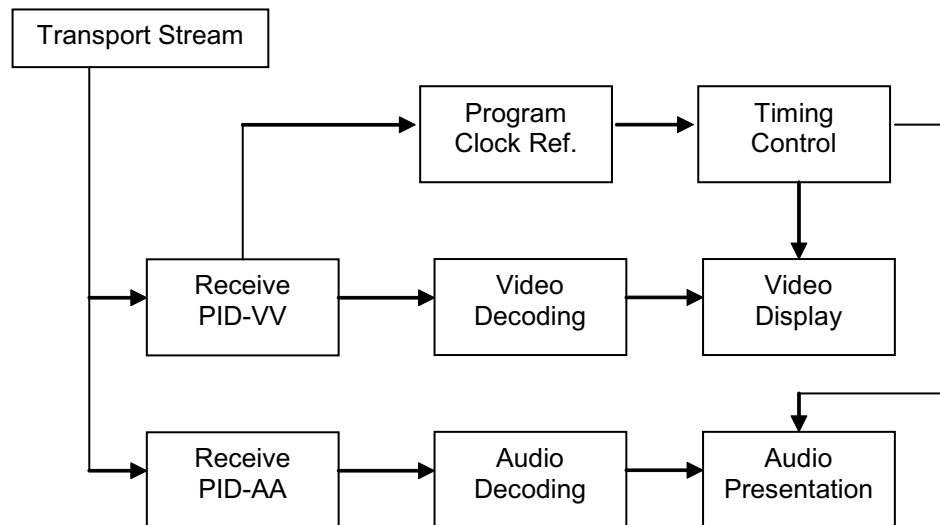 Transport Stream
Program
Clock Ref.
Timing
Control
Receive
PID-VV
Video
Decoding
Video
Display
Receive
PID-AA
Audio
Decoding
Audio
Presentation